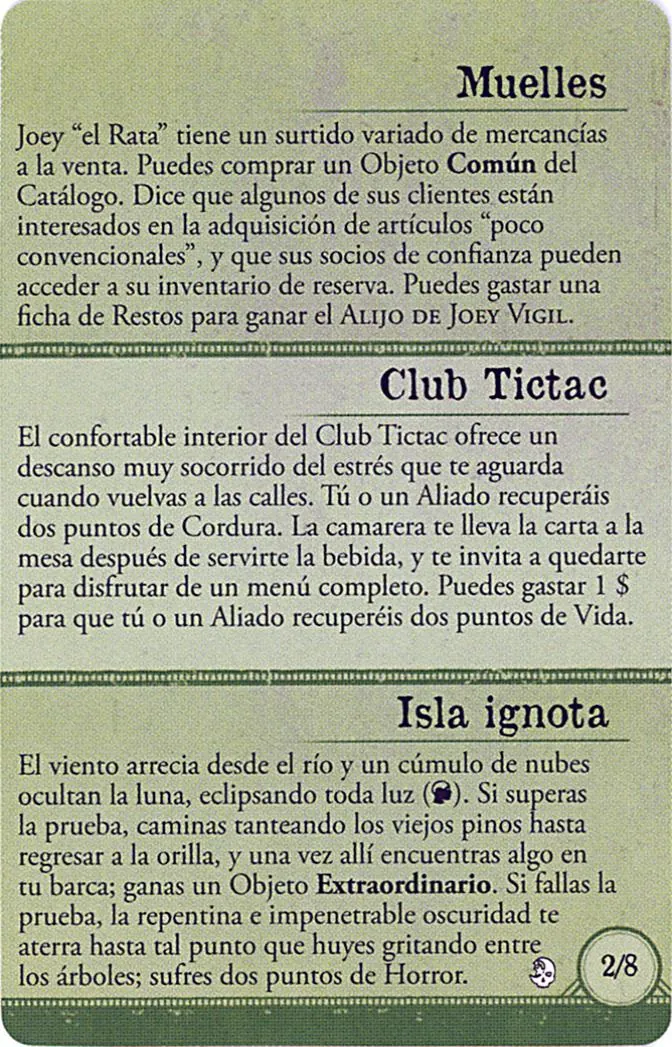 Muelles
Joey “el Rata” tiene un surtido variado de mercancías
a la venta. Puedes comprar un Objeto Común del
Catálogo. Dice que algunos de sus clientes están
interesados en la adquisición de artículos “poco
convencionales”, y que sus socios de confianza pueden
acceder a su inventario de reserva. Puedes gastar una
ficha de Restos para ganar el ALIJO DE JOEY VIGIL.
Club Tictac
El confortable interior del Club Tictac ofrece un
descanso muy socorrido del estrés que te aguarda
cuando vuelvas a las calles. Tú o un Aliado recuperáis
dos puntos de Cordura. La camarera te lleva la carta a la
mesa después de servirte la bebida, y te invita a quedarte
para disfrutar de un menú completo. Puedes gastar 1 $
para que tú o un Aliado recuperéis dos puntos de Vida.
Isla ignota
El viento arrecia desde el río y un cúmulo de nubes
ocultan la luna, eclipsando toda luz (). Si superas
la prueba, caminas tanteando los viejos pinos hasta
regresar a la orilla, y una vez allí encuentras algo en
tu barca; ganas un Objeto Extraordinario. Si fallas la
prueba, la repentina e impenetrable oscuridad te
aterra hasta tal punto que huyes gritando entre
los árboles; sufres dos puntos de Horror.
2/8